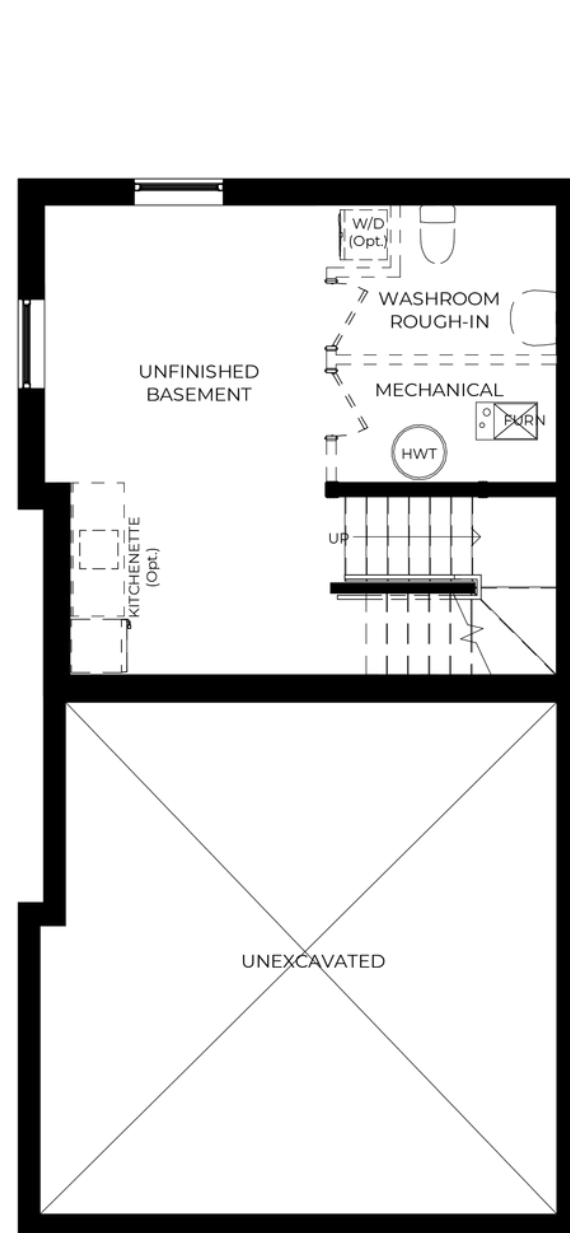 W/D
(Opt.)
WASHROOM
ROUGH-IN
UNFINISHED
BASEMENT
MECHANICAL
FURN
HWT
UP
KITCHENETTE
(Opt.)
UNEXCAVATED